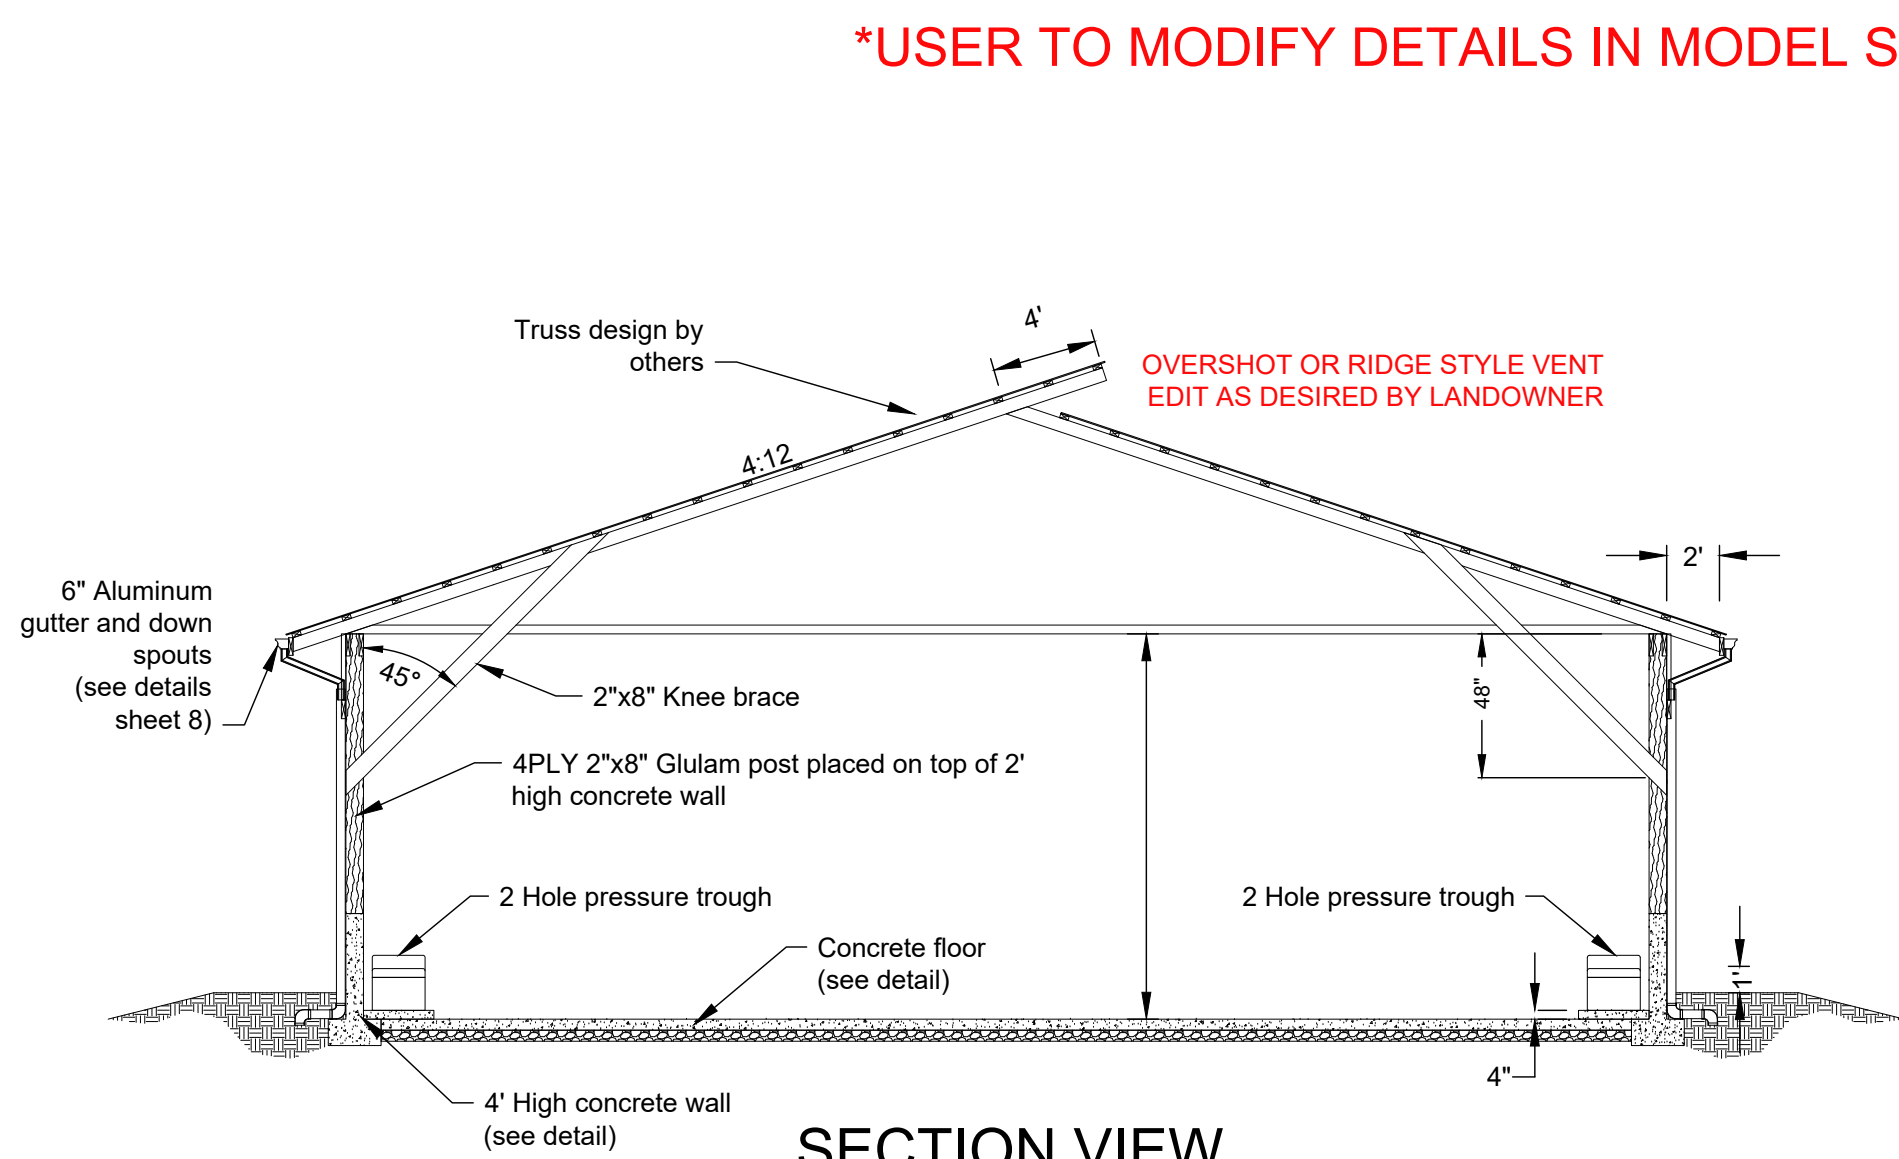 *USER TO MODIFY DETAILS IN MODEL S
4'
Truss design by
others
OVERSHOT OR RIDGE STYLE VENT
EDIT AS DESIRED BY LANDOWNER
4:12
2'
6" Aluminum
gutter and down
spouts
(see details
sheet 8)
45°
2"x8" Knee brace
48"
4PLY 2"x8" Glulam post placed on top of 2'
high concrete wall
2 Hole pressure trough
2 Hole pressure trough
Concrete floor
(see detail)
1'
4"
4' High concrete wall
(see detail)
SECTION VIEW